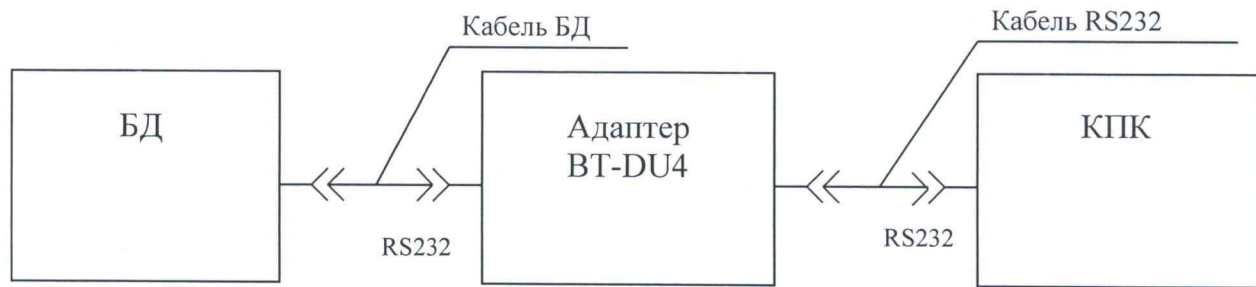 Кабель БД
Кабель RS232
БД
Адаптер
BT-DU4
КПК
RS232
RS232